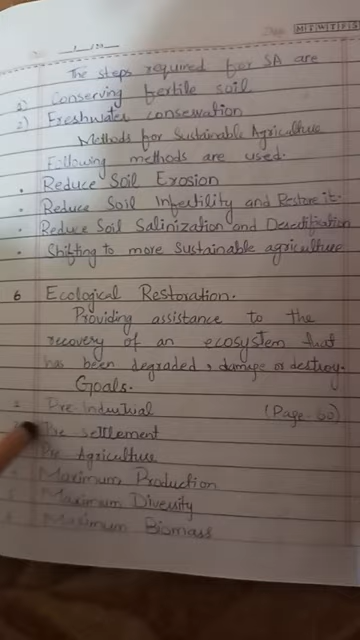 M T W T F S
The steps required for SA are
1) Conserving fertile soil
2) Freshwater conservation
Methods for Sustainable Agriculture
Following methods are used.
• Reduce Soil Erosion
• Reduce Soil Infertility and Restore it.
• Reduce Soil Salinization and Desertification
• Shifting to more sustainable agriculture
6 Ecological Restoration.
Providing assistance to the
recovery of an ecosystem that
has been degraded, damage or destroy.
Goals.
Pre-Industrial (Page-60)
Pre Settlement
Pre Agriculture
Maximum Production
Maximum Diversity
Maximum Biomass